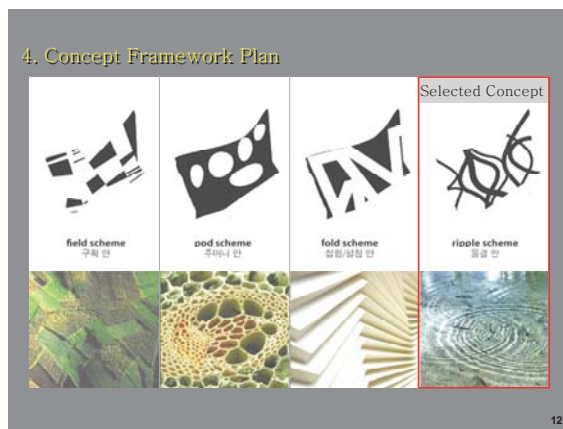 4. Concept Framework Plan
Selected Concept
field scheme
구획 안
pod scheme
주머니 안
fold scheme
접힘/설침 안
ripple scheme
물결 안
12